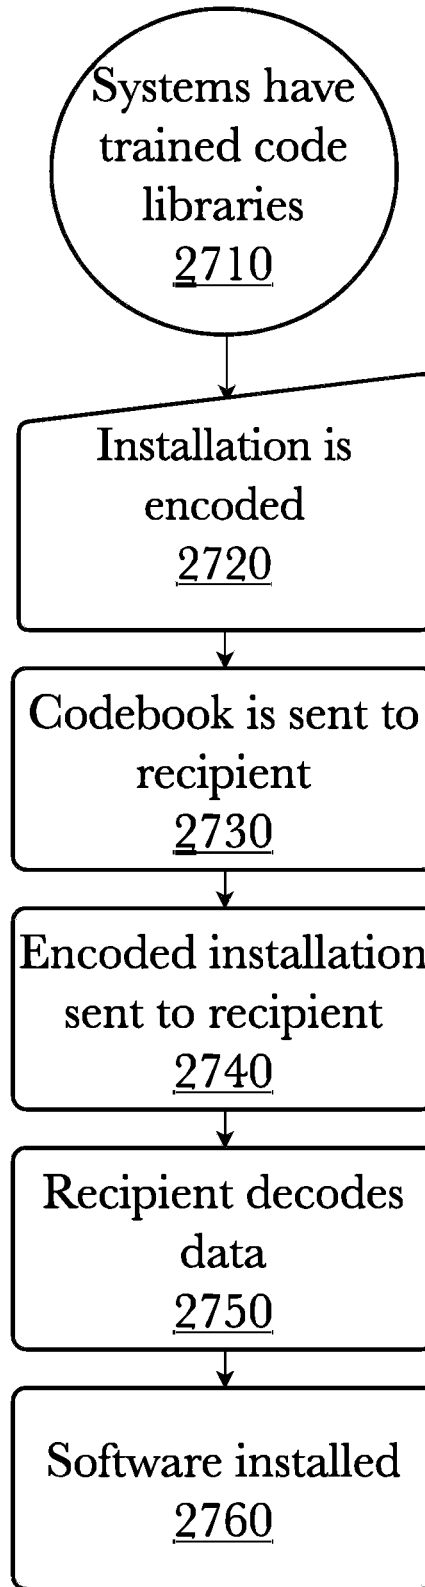 Systems have
trained code
libraries
2710
Installation is
encoded
2720
Codebook is sent to
recipient
2730
Encoded installation
sent to recipient
2740
Recipient decodes
data
2750
Software installed
2760